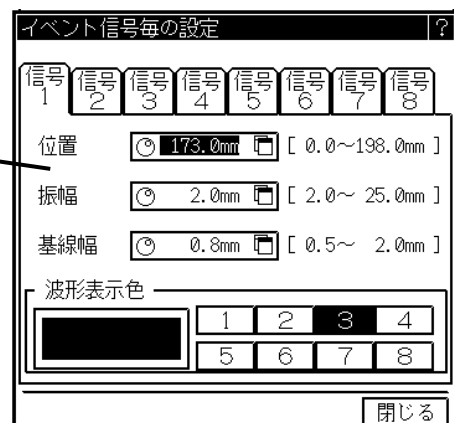 イベント信号毎の設定 ?
信号1 信号2 信号3 信号4 信号5 信号6 信号7 信号8
位置 173.0mm [ 0.0～198.0mm ]
振幅 2.0mm [ 2.0～ 25.0mm ]
基線幅 0.8mm [ 0.5～ 2.0mm ]
波形表示色
1 2 3 4
5 6 7 8
閉じる